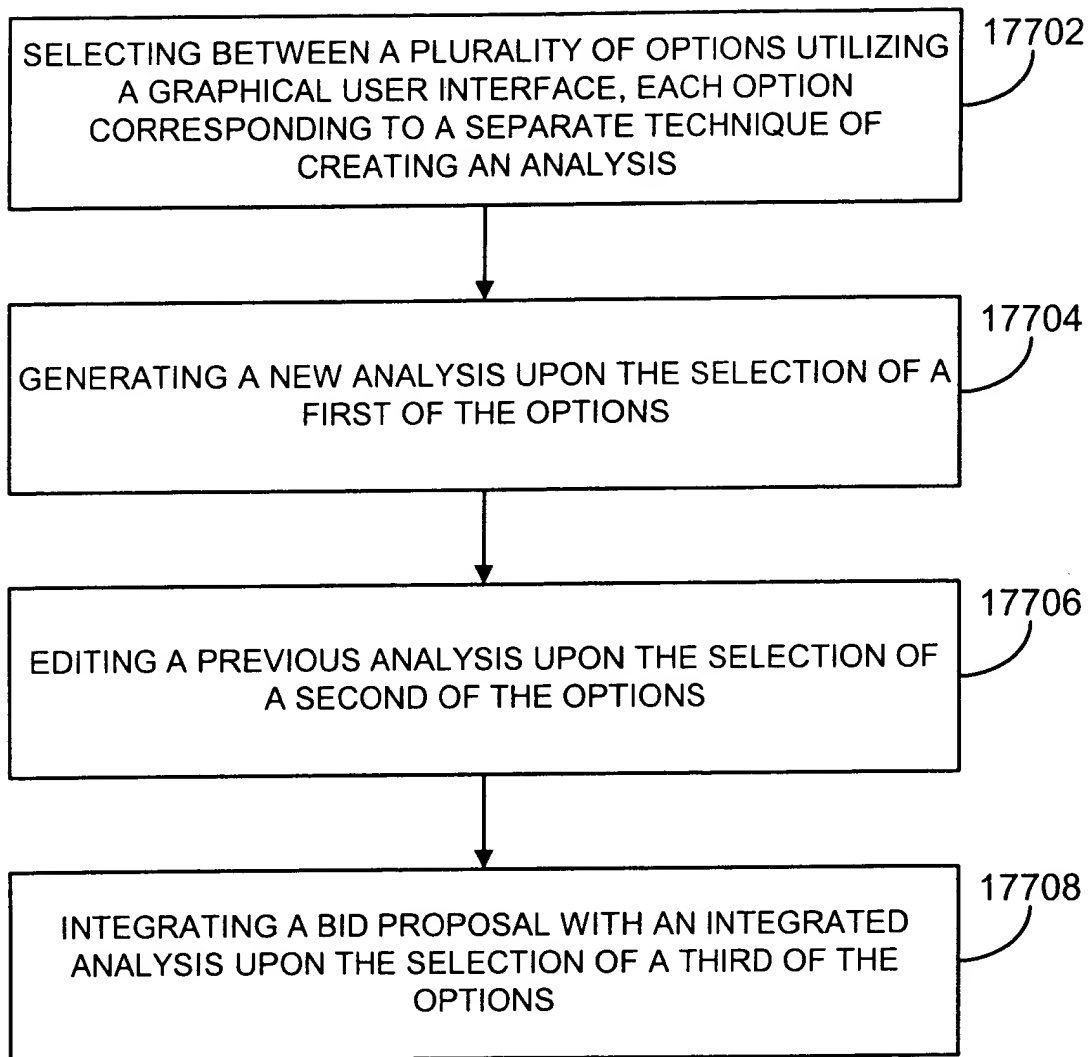 SELECTING BETWEEN A PLURALITY OF OPTIONS UTILIZING
A GRAPHICAL USER INTERFACE, EACH OPTION
CORRESPONDING TO A SEPARATE TECHNIQUE OF
CREATING AN ANALYSIS
17702
GENERATING A NEW ANALYSIS UPON THE SELECTION OF A
FIRST OF THE OPTIONS
17704
EDITING A PREVIOUS ANALYSIS UPON THE SELECTION OF
A SECOND OF THE OPTIONS
17706
INTEGRATING A BID PROPOSAL WITH AN INTEGRATED
ANALYSIS UPON THE SELECTION OF A THIRD OF THE
OPTIONS
17708